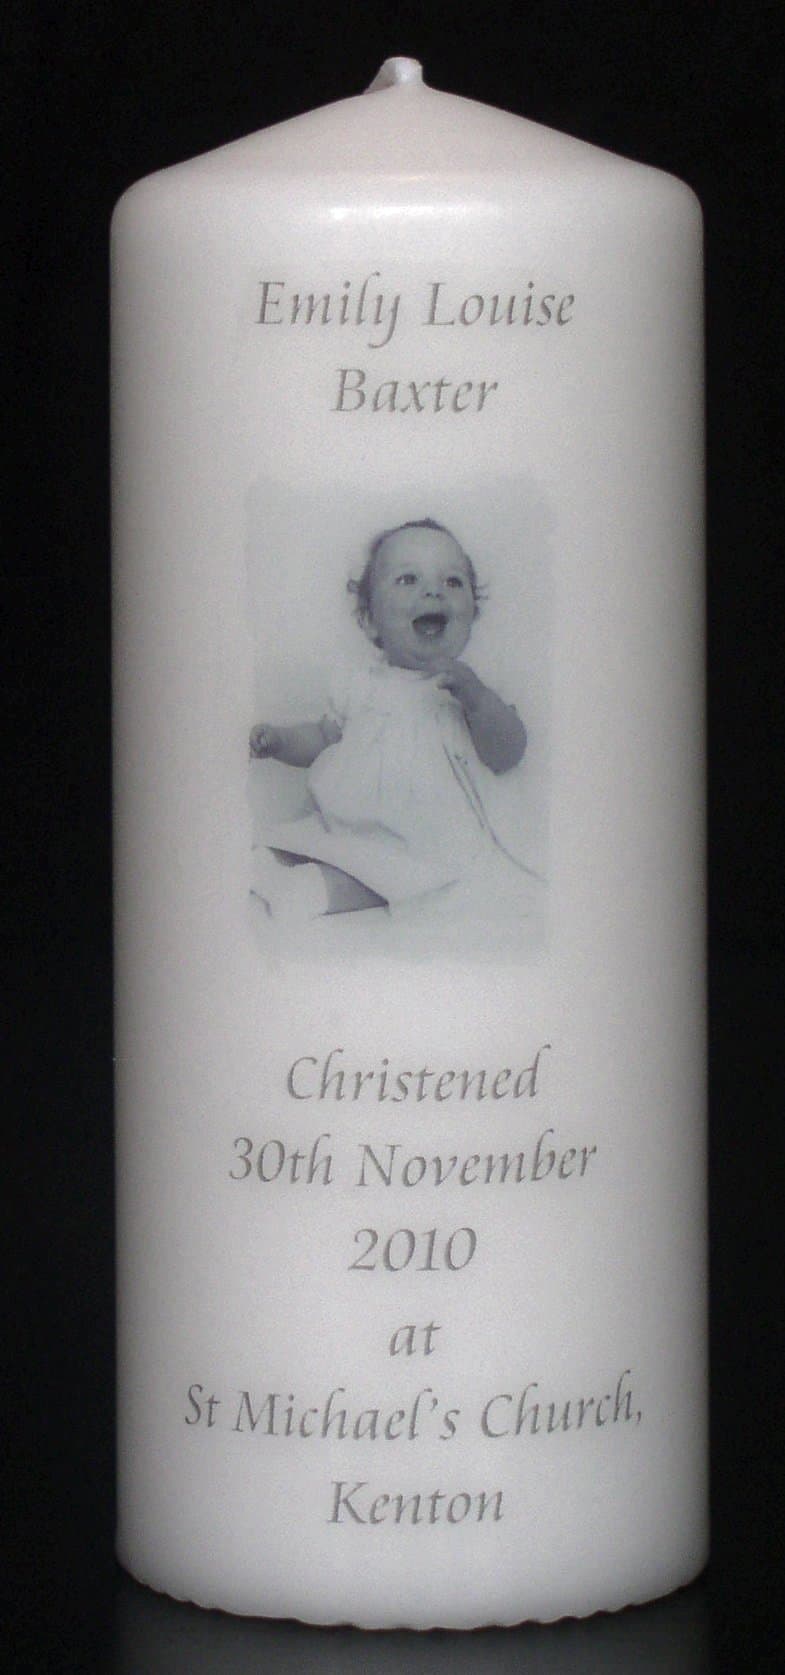 Emily Louise
Baxter
Christened
30th November
2010
at
St Michael's Church,
Kenton